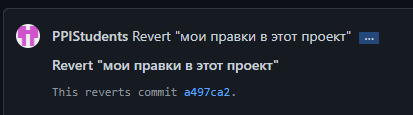 PPIStudents Revert "мои правки в этот проект" ...
Revert "мои правки в этот проект"
This reverts commit a497ca2.